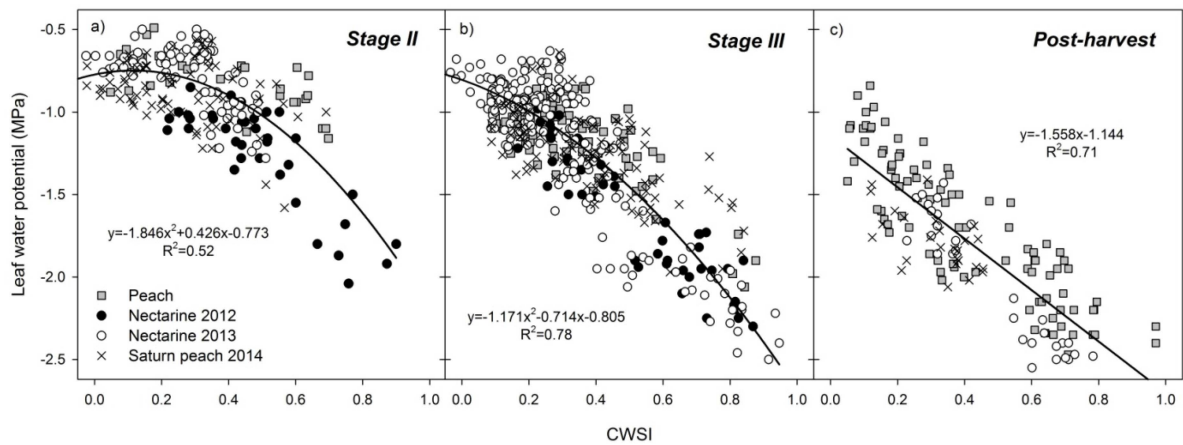 a)
Stage II
b)
Stage III
c)
Post-harvest
Leaf water potential (MPa)
-0.5
-1.0
-1.5
-2.0
-2.5
y=-1.846x²+0.426x-0.773
R²=0.52
y=-1.171x²-0.714x-0.805
R²=0.78
y=-1.558x-1.144
R²=0.71
Peach
Nectarine 2012
Nectarine 2013
Saturn peach 2014
0.0 0.2 0.4 0.6 0.8 1.0
0.0 0.2 0.4 0.6 0.8 1.0
0.0 0.2 0.4 0.6 0.8 1.0
CWSI